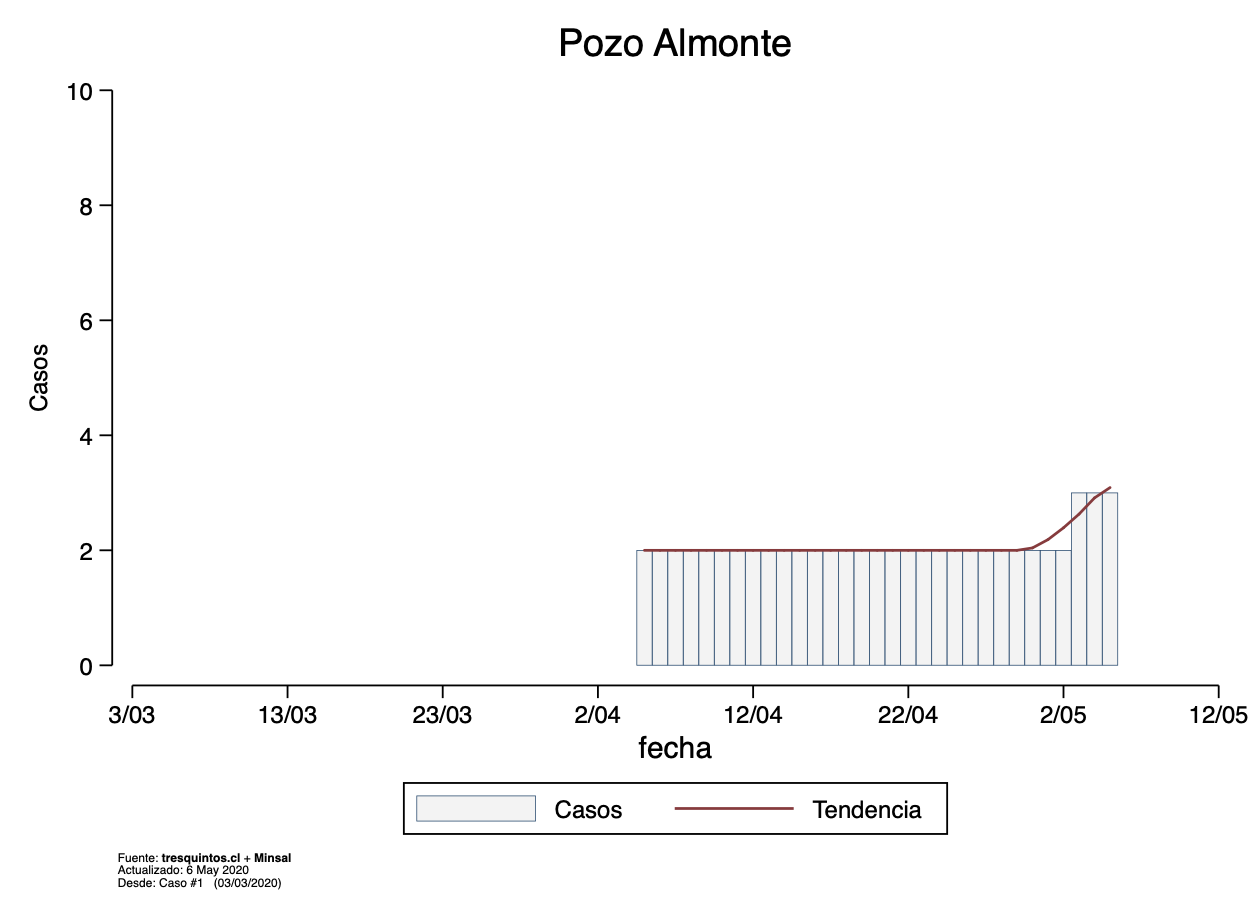 Pozo Almonte
10
8
6
4
2
0
Casos
3/03 13/03 23/03 2/04 12/04 22/04 2/05 12/05
fecha
Casos Tendencia
Fuente: tresquintos.cl + Minsal
Actualizado: 6 May 2020
Desde: Caso #1 (03/03/2020)